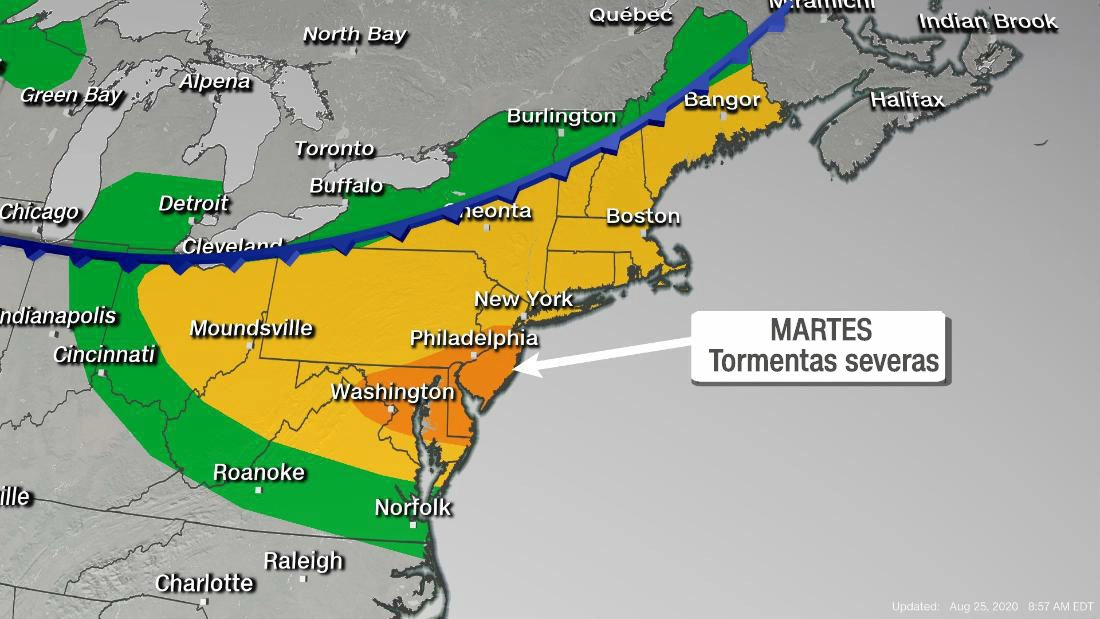 Québec
Miramichi
Indian Brook
North Bay
Alpena
Green Bay
Bangor
Halifax
Burlington
Toronto
Buffalo
Detroit
Chicago
Oneonta
Boston
Cleveland
New York
ndianapolis
Moundsville
Philadelphia
Cincinnati
MARTES
Tormentas severas
Washington
Roanoke
ille
Norfolk
Raleigh
Charlotte
Updated: Aug 25, 2020 8:57 AM EDT